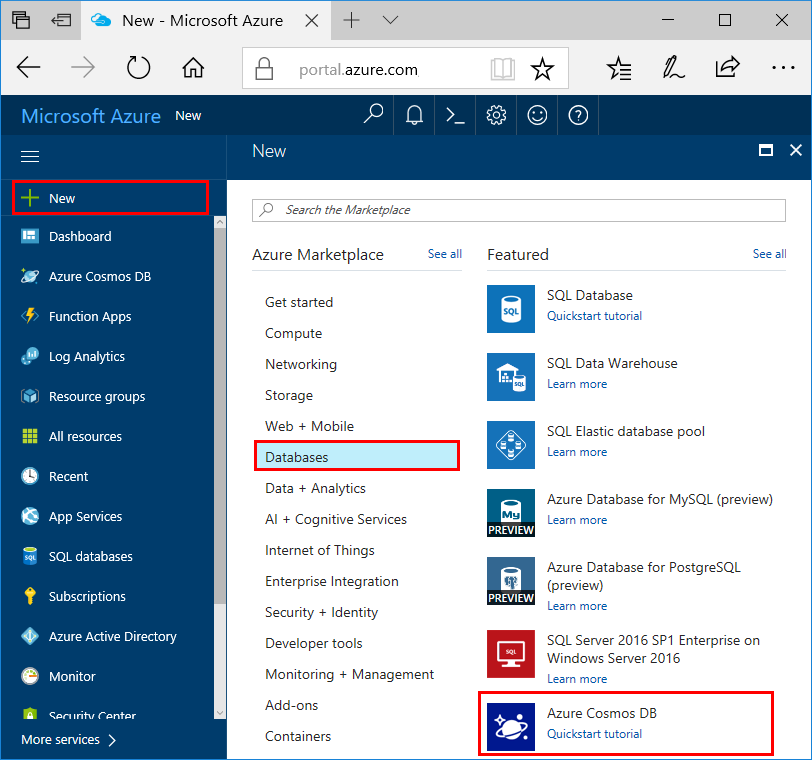 New - Microsoft Azure
portal.azure.com
Microsoft Azure New
New
New
Dashboard
Azure Cosmos DB
Function Apps
Log Analytics
Resource groups
All resources
Recent
App Services
SQL databases
Subscriptions
Azure Active Directory
Monitor
Security Center
More services
Search the Marketplace
Azure Marketplace See all
Get started
Compute
Networking
Storage
Web + Mobile
Databases
Data + Analytics
AI + Cognitive Services
Internet of Things
Enterprise Integration
Security + Identity
Developer tools
Monitoring + Management
Add-ons
Containers
Featured See all
SQL
SQL Database
Quickstart tutorial
SQL
SQL Data Warehouse
Learn more
SQL Elastic database pool
Learn more
My
PREVIEW
Azure Database for MySQL (preview)
Learn more
PREVIEW
Azure Database for PostgreSQL
(preview)
Learn more
SQL
SQL Server 2016 SP1 Enterprise on
Windows Server 2016
Learn more
Azure Cosmos DB
Quickstart tutorial